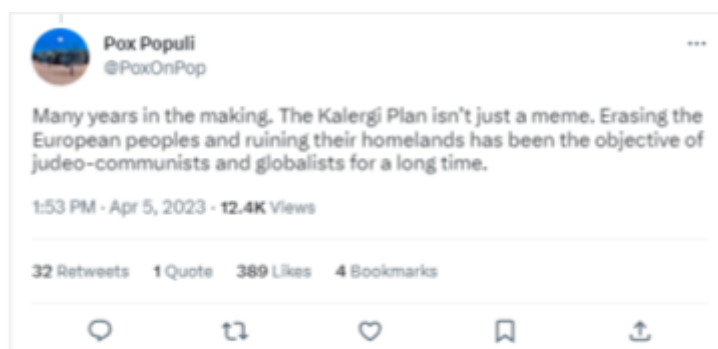 Pox Populi
@PoxOnPop
Many years in the making. The Kalergi Plan isn't just a meme. Erasing the
European peoples and ruining their homelands has been the objective of
judeo-communists and globalists for a long time.
1:53 PM · Apr 5, 2023 · 12.4K Views
32 Retweets 1 Quote 389 Likes 4 Bookmarks